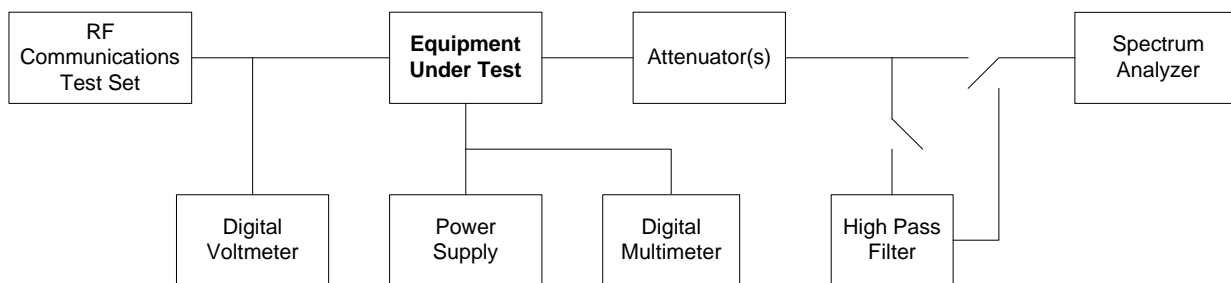 RF
Communications
Test Set
Equipment
Under Test
Attenuator(s)
Spectrum
Analyzer
Digital
Voltmeter
Power
Supply
Digital
Multimeter
High Pass
Filter